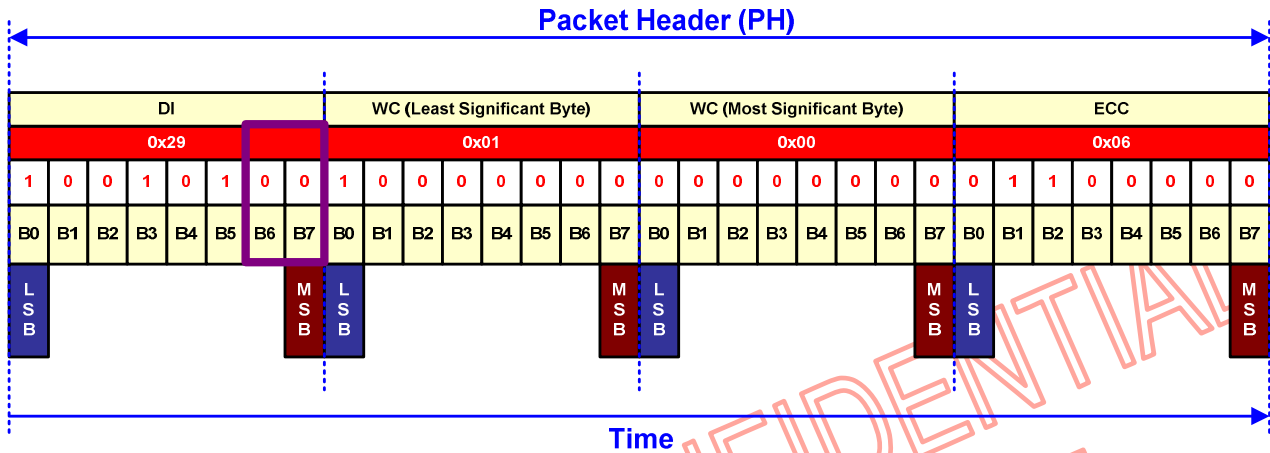 Packet Header (PH)
DI WC (Least Significant Byte) WC (Most Significant Byte) ECC
0x29 0x01 0x00 0x06
1 0 0 1 0 1 0 0 1 0 0 0 0 0 0 0 0 0 0 0 0 0 0 0 0 1 1 0 0 0 0 0
B0 B1 B2 B3 B4 B5 B6 B7 B0 B1 B2 B3 B4 B5 B6 B7 B0 B1 B2 B3 B4 B5 B6 B7 B0 B1 B2 B3 B4 B5 B6 B7
LSB MSB LSB MSB LSB MSB LSB MSB
Time